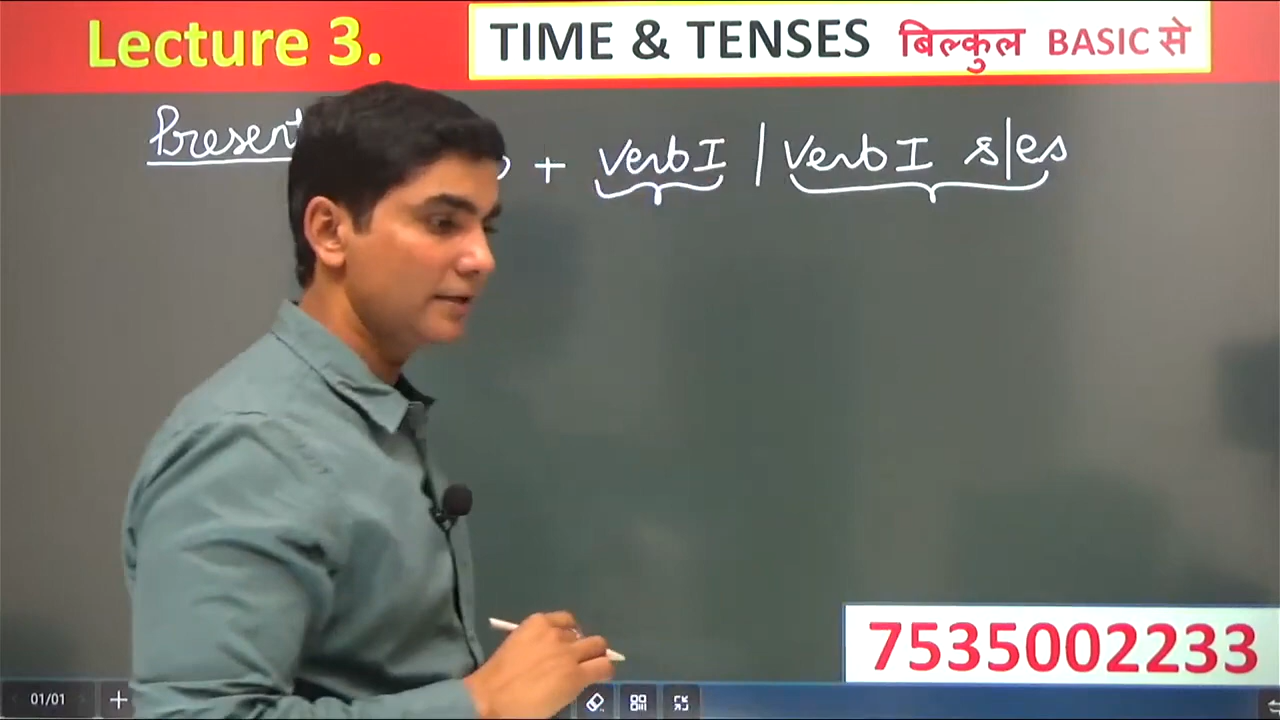 Lecture 3. TIME & TENSES बिल्कुल BASIC से
Present + Verb I | Verb I s|es
7535002233
01/01